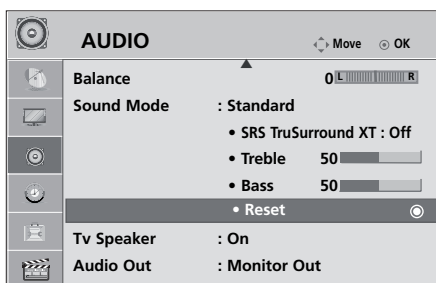 AUDIO Move OK
Balance 0 L R
Sound Mode : Standard
• SRS TruSurround XT : Off
• Treble 50
• Bass 50
• Reset
Tv Speaker : On
Audio Out : Monitor Out